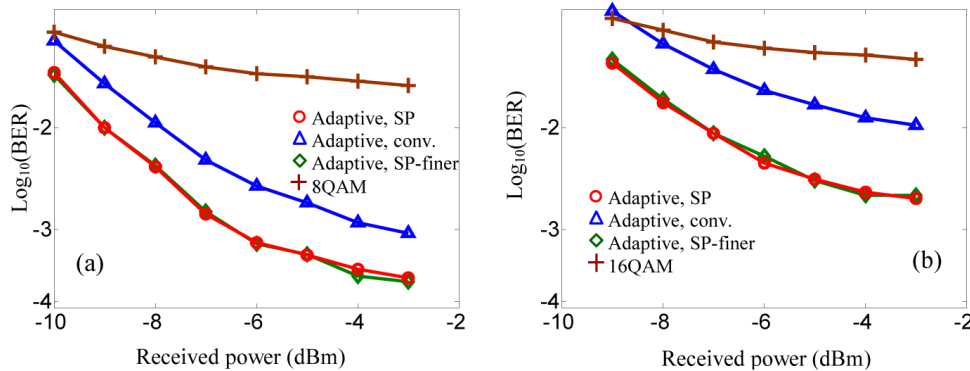 Log10(BER)
-2
-3
-4
-10
-8
-6
-4
-2
Received power (dBm)
Adaptive, SP
Adaptive, conv.
Adaptive, SP-finer
8QAM
(a)
Log10(BER)
-2
-3
-4
-10
-8
-6
-4
-2
Received power (dBm)
Adaptive, SP
Adaptive, conv.
Adaptive, SP-finer
16QAM
(b)